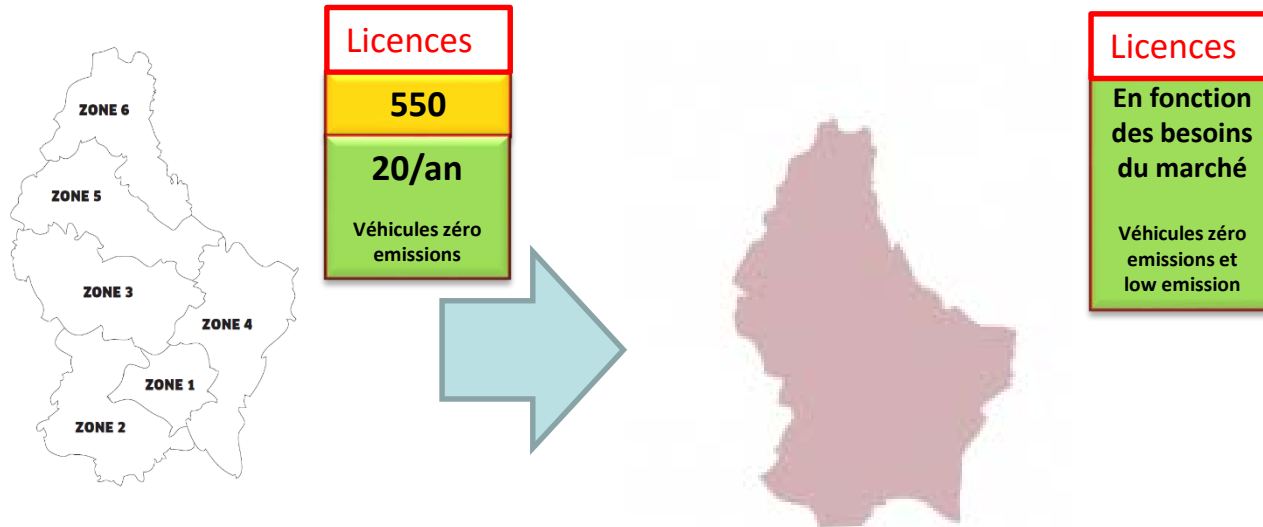 Licences
550
20/an
Véhicules zéro
emissions
ZONE 6
ZONE 5
ZONE 3
ZONE 4
ZONE 1
ZONE 2
Licences
En fonction
des besoins
du marché
Véhicules zéro
emissions et
low emission